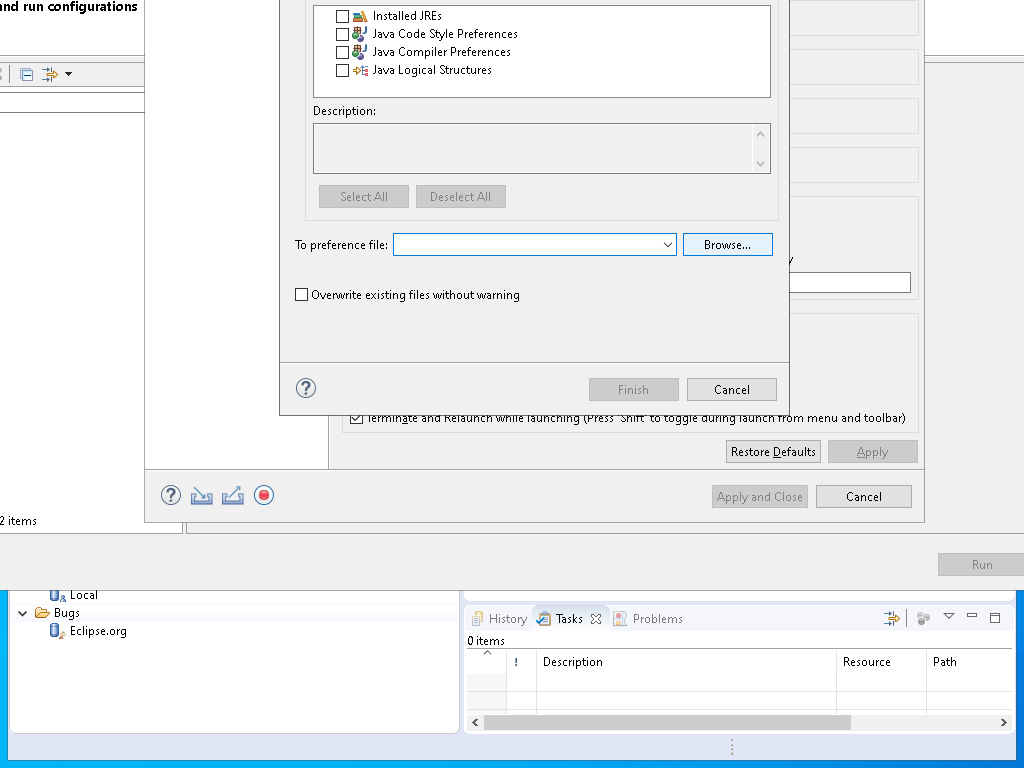 and run configurations
Installed JREs
Java Code Style Preferences
Java Compiler Preferences
Java Logical Structures
Description:
Select All
Deselect All
To preference file:
Browse...
Overwrite existing files without warning
Finish
Cancel
Terminate and Relaunch while launching (Press 'Shift' to toggle during launch from menu and toolbar)
Restore Defaults
Apply
Apply and Close
Cancel
2 items
Run
Local
Bugs
Eclipse.org
History
Tasks
Problems
0 items
!
Description
Resource
Path